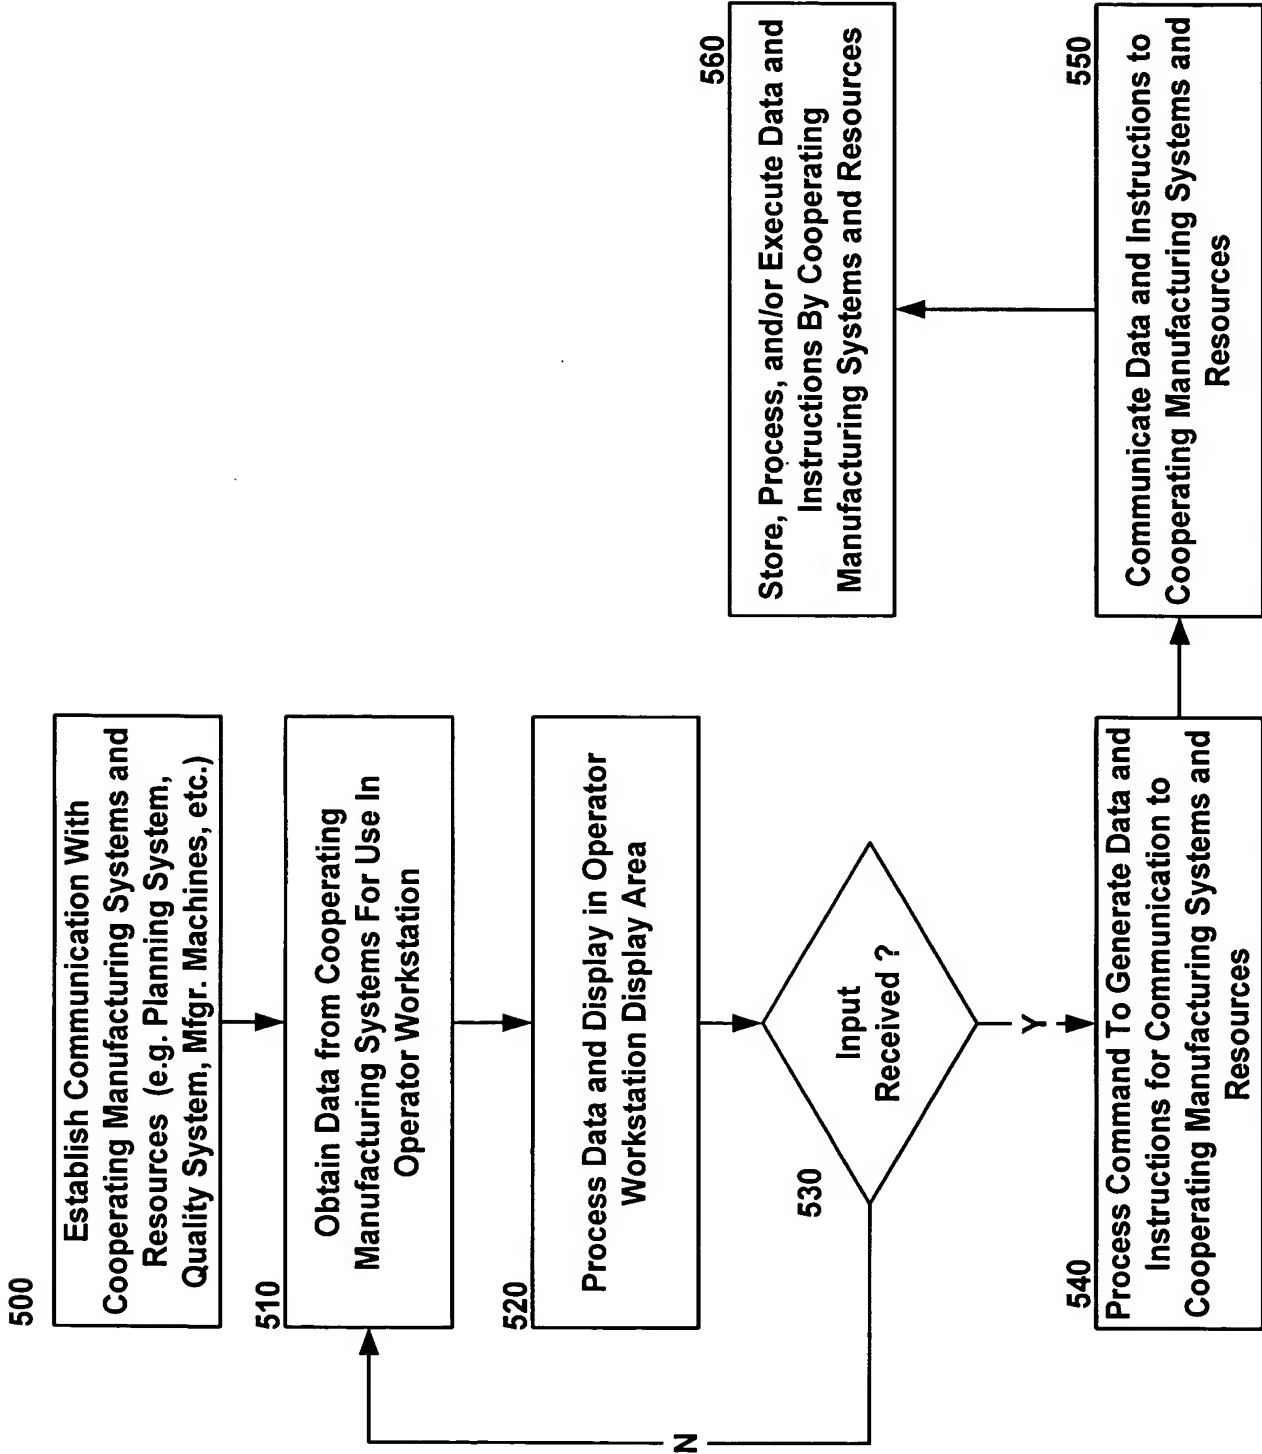 500
Establish Communication With
Cooperating Manufacturing Systems and
Resources (e.g. Planning System,
Quality System, Mfgr. Machines, etc.)
510
Obtain Data from Cooperating
Manufacturing Systems For Use In
Operator Workstation
520
Process Data and Display in Operator
Workstation Display Area
530
Input
Received ?
N
Y
540
Process Command To Generate Data and
Instructions for Communication to
Cooperating Manufacturing Systems and
Resources
550
Communicate Data and Instructions to
Cooperating Manufacturing Systems and
Resources
560
Store, Process, and/or Execute Data and
Instructions By Cooperating
Manufacturing Systems and Resources